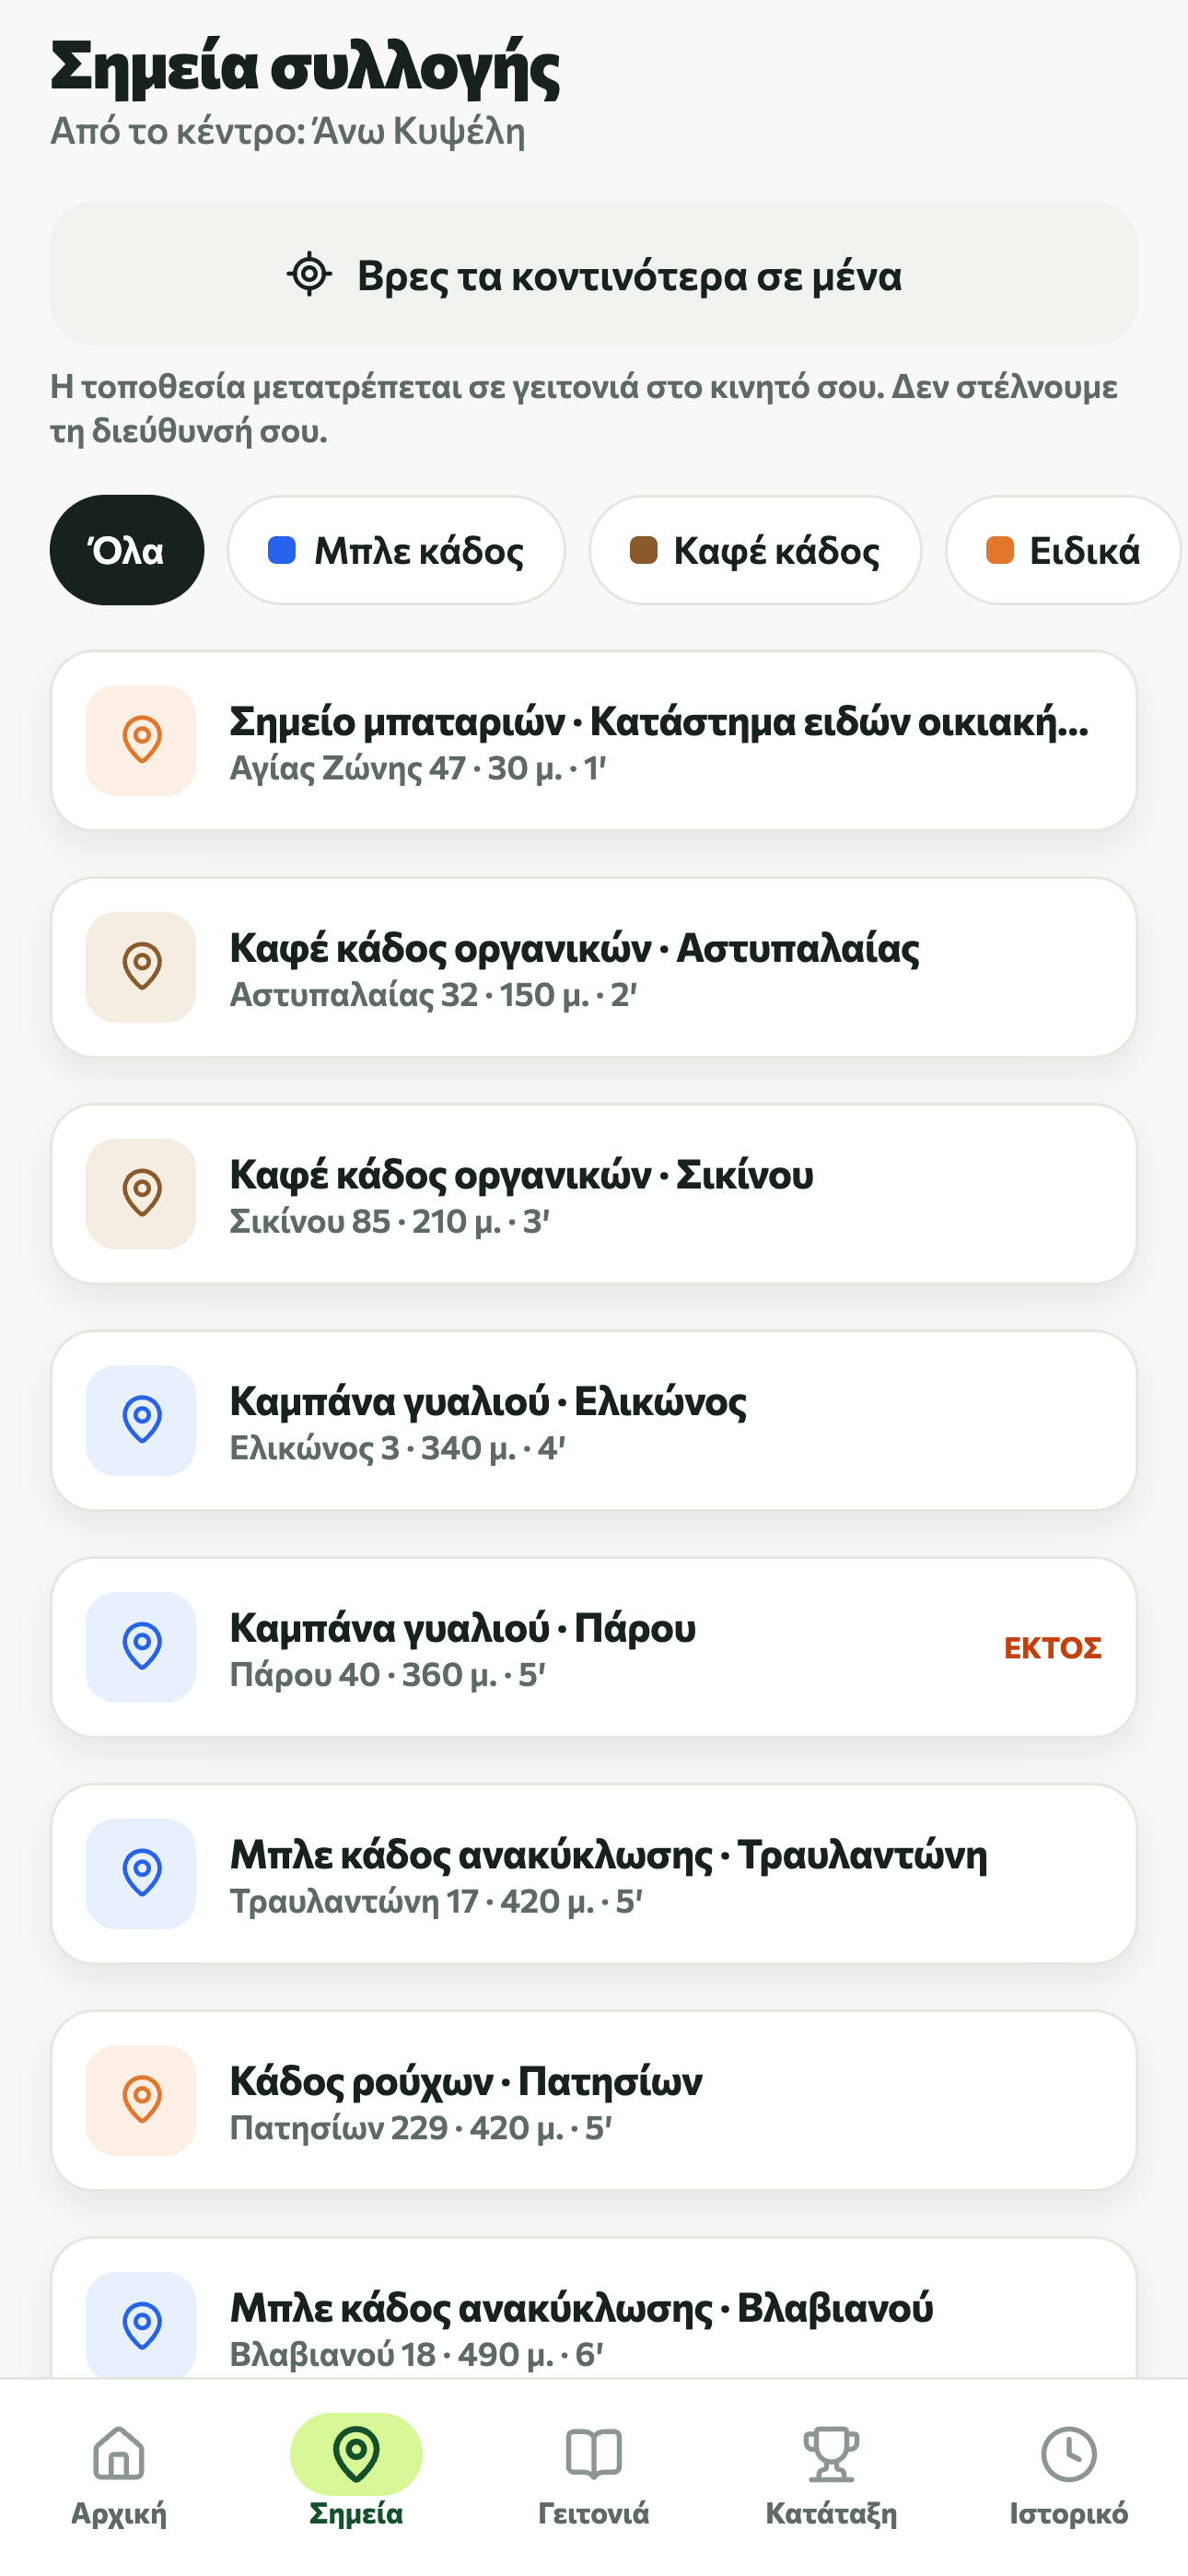 Σημεία συλλογής
Από το κέντρο: Άνω Κυψέλη
Βρες τα κοντινότερα σε μένα
Η τοποθεσία μετατρέπεται σε γειτονιά στο κινητό σου. Δεν στέλνουμε
τη διεύθυνσή σου.
Όλα
Μπλε κάδος
Καφέ κάδος
Ειδικά
Σημείο μπαταριών · Κατάστημα ειδών οικιακή...
Αγίας Ζώνης 47 · 30 μ. · 1′
Καφέ κάδος οργανικών · Αστυπαλαίας
Αστυπαλαίας 32 · 150 μ. · 2′
Καφέ κάδος οργανικών · Σικίνου
Σικίνου 85 · 210 μ. · 3′
Καμπάνα γυαλιού · Ελικώνος
Ελικώνος 3 · 340 μ. · 4′
Καμπάνα γυαλιού · Πάρου
Πάρου 40 · 360 μ. · 5′
ΕΚΤΟΣ
Μπλε κάδος ανακύκλωσης · Τραυλαντώνη
Τραυλαντώνη 17 · 420 μ. · 5′
Κάδος ρούχων · Πατησίων
Πατησίων 229 · 420 μ. · 5′
Μπλε κάδος ανακύκλωσης · Βλαβιανού
Βλαβιανού 18 · 490 μ. · 6′
Αρχική
Σημεία
Γειτονιά
Κατάταξη
Ιστορικό